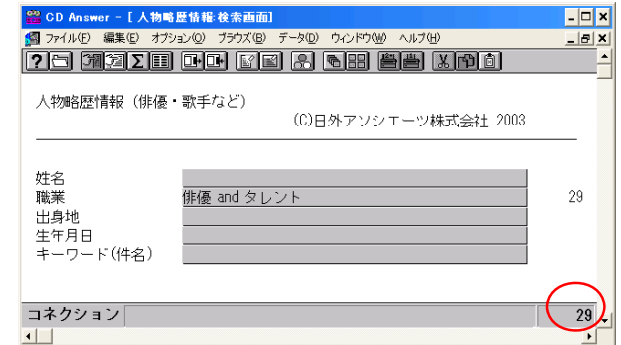 CD Answer - [人物略歴情報:検索画面]
ファイル(F) 編集(E) オプション(O) ブラウズ(B) データ(D) ウィンドウ(W) ヘルプ(H)
人物略歴情報（俳優・歌手など）
(C)日外アソシエーツ株式会社 2003
姓名
職業 俳優 and タレント 29
出身地
生年月日
キーワード(件名)
コネクション 29